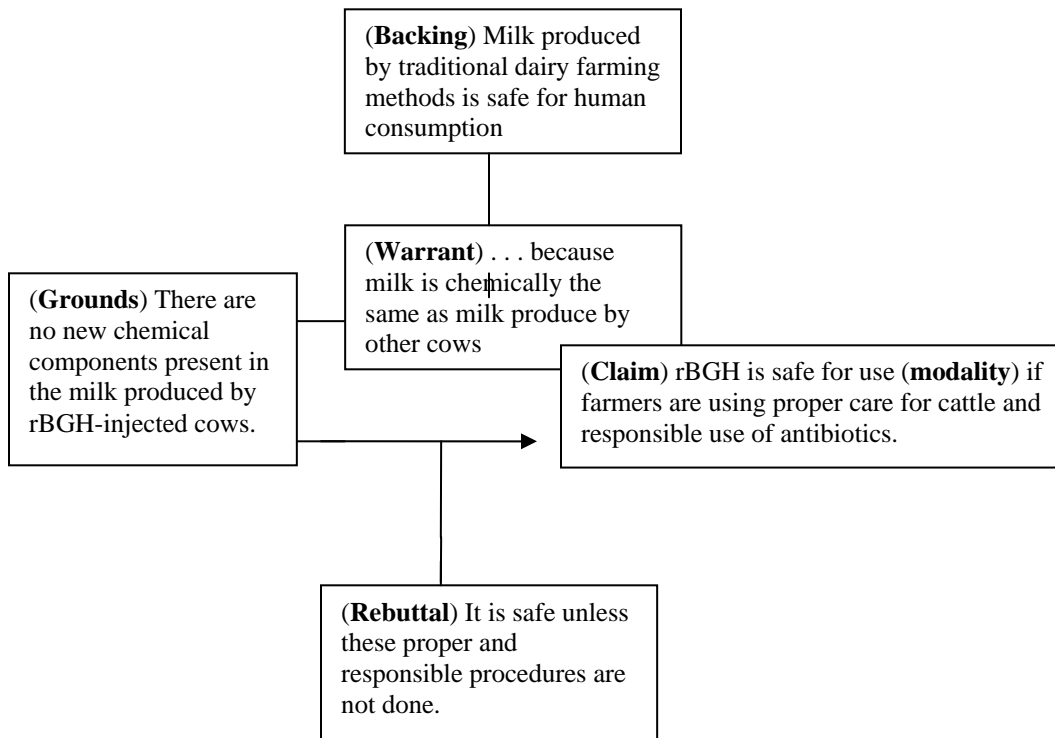 (Backing) Milk produced
by traditional dairy farming
methods is safe for human
consumption
(Warrant) . . . because
milk is chemically the
same as milk produce by
other cows
(Grounds) There are
no new chemical
components present in
the milk produced by
rBGH-injected cows.
(Claim) rBGH is safe for use (modality) if
farmers are using proper care for cattle and
responsible use of antibiotics.
(Rebuttal) It is safe unless
these proper and
responsible procedures are
not done.